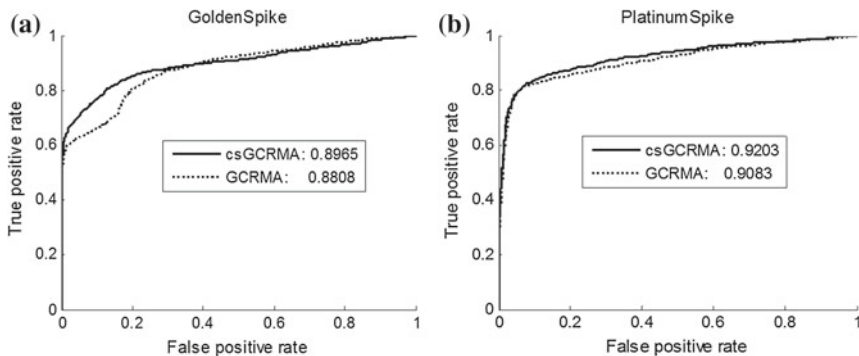 (a)
GoldenSpike
True positive rate
1
0.8
0.6
0.4
0.2
0
csGCRMA: 0.8965
GCRMA: 0.8808
0 0.2 0.4 0.6 0.8 1
False positive rate
(b)
PlatinumSpike
True positive rate
1
0.8
0.6
0.4
0.2
0
csGCRMA: 0.9203
GCRMA: 0.9083
0 0.2 0.4 0.6 0.8 1
False positive rate